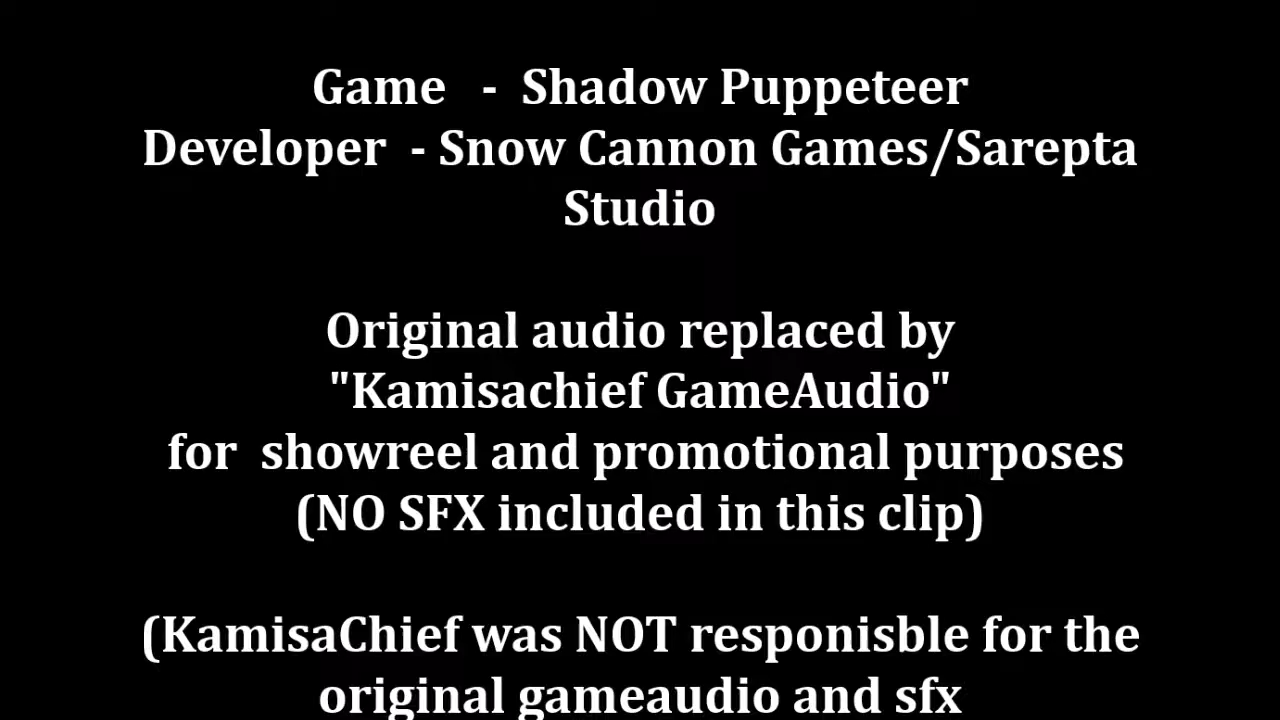 Game - Shadow Puppeteer
Developer - Snow Cannon Games/Sarepta
Studio
Original audio replaced by
"Kamisachief GameAudio"
for showreel and promotional purposes
(NO SFX included in this clip)
(KamisaChief was NOT responisble for the
original gameaudio and sfx